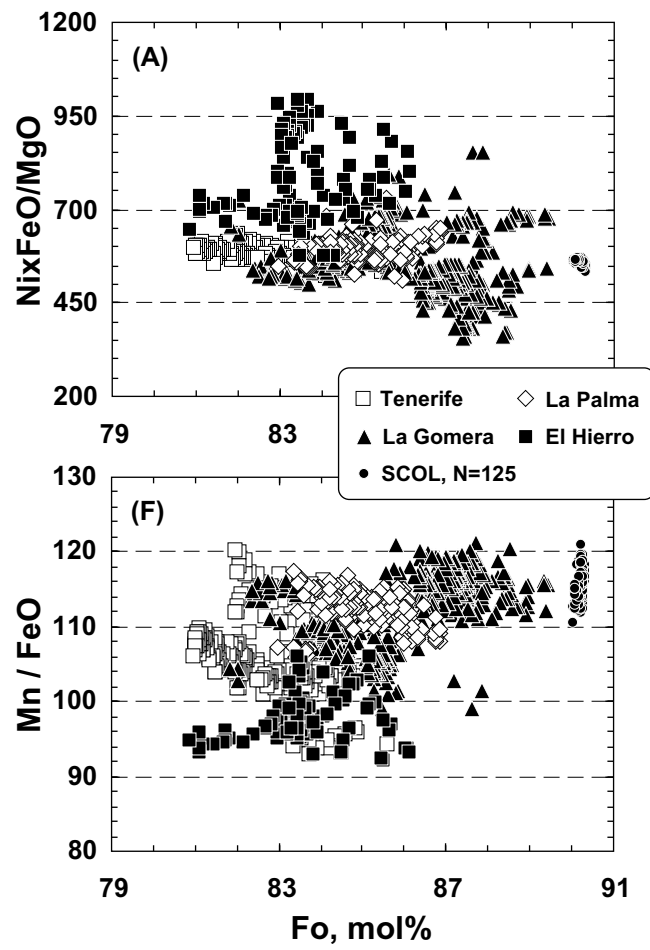 1200
(A)
950
700
450
200
NixFeO/MgO
79
83
Tenerife
La Palma
La Gomera
El Hierro
SCOL, N=125
130
(F)
120
110
100
90
80
Mn / FeO
79
83
87
91
Fo, mol%